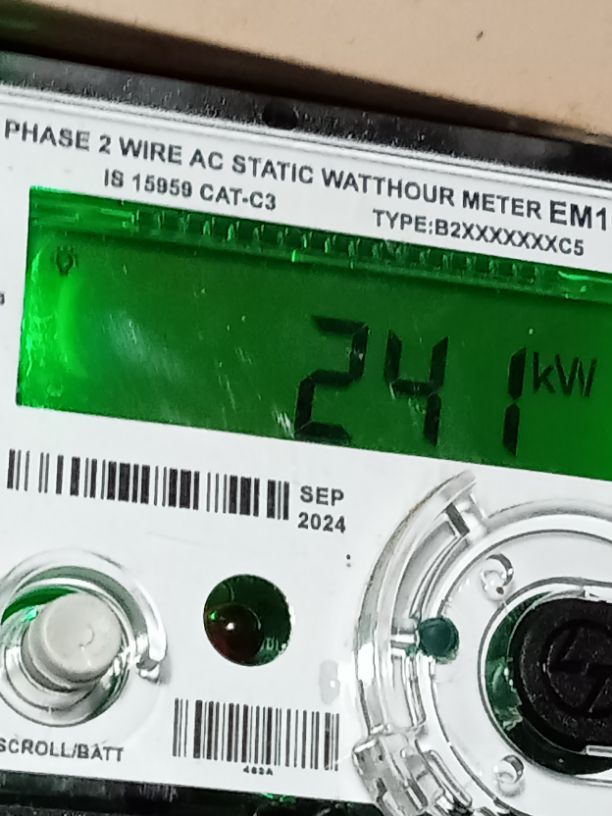 PHASE 2 WIRE AC STATIC WATTHOUR METER EM1
IS 15959 CAT-C3
TYPE:B2XXXXXXXC5
241 kW
SEP
2024
SCROLL/BATT